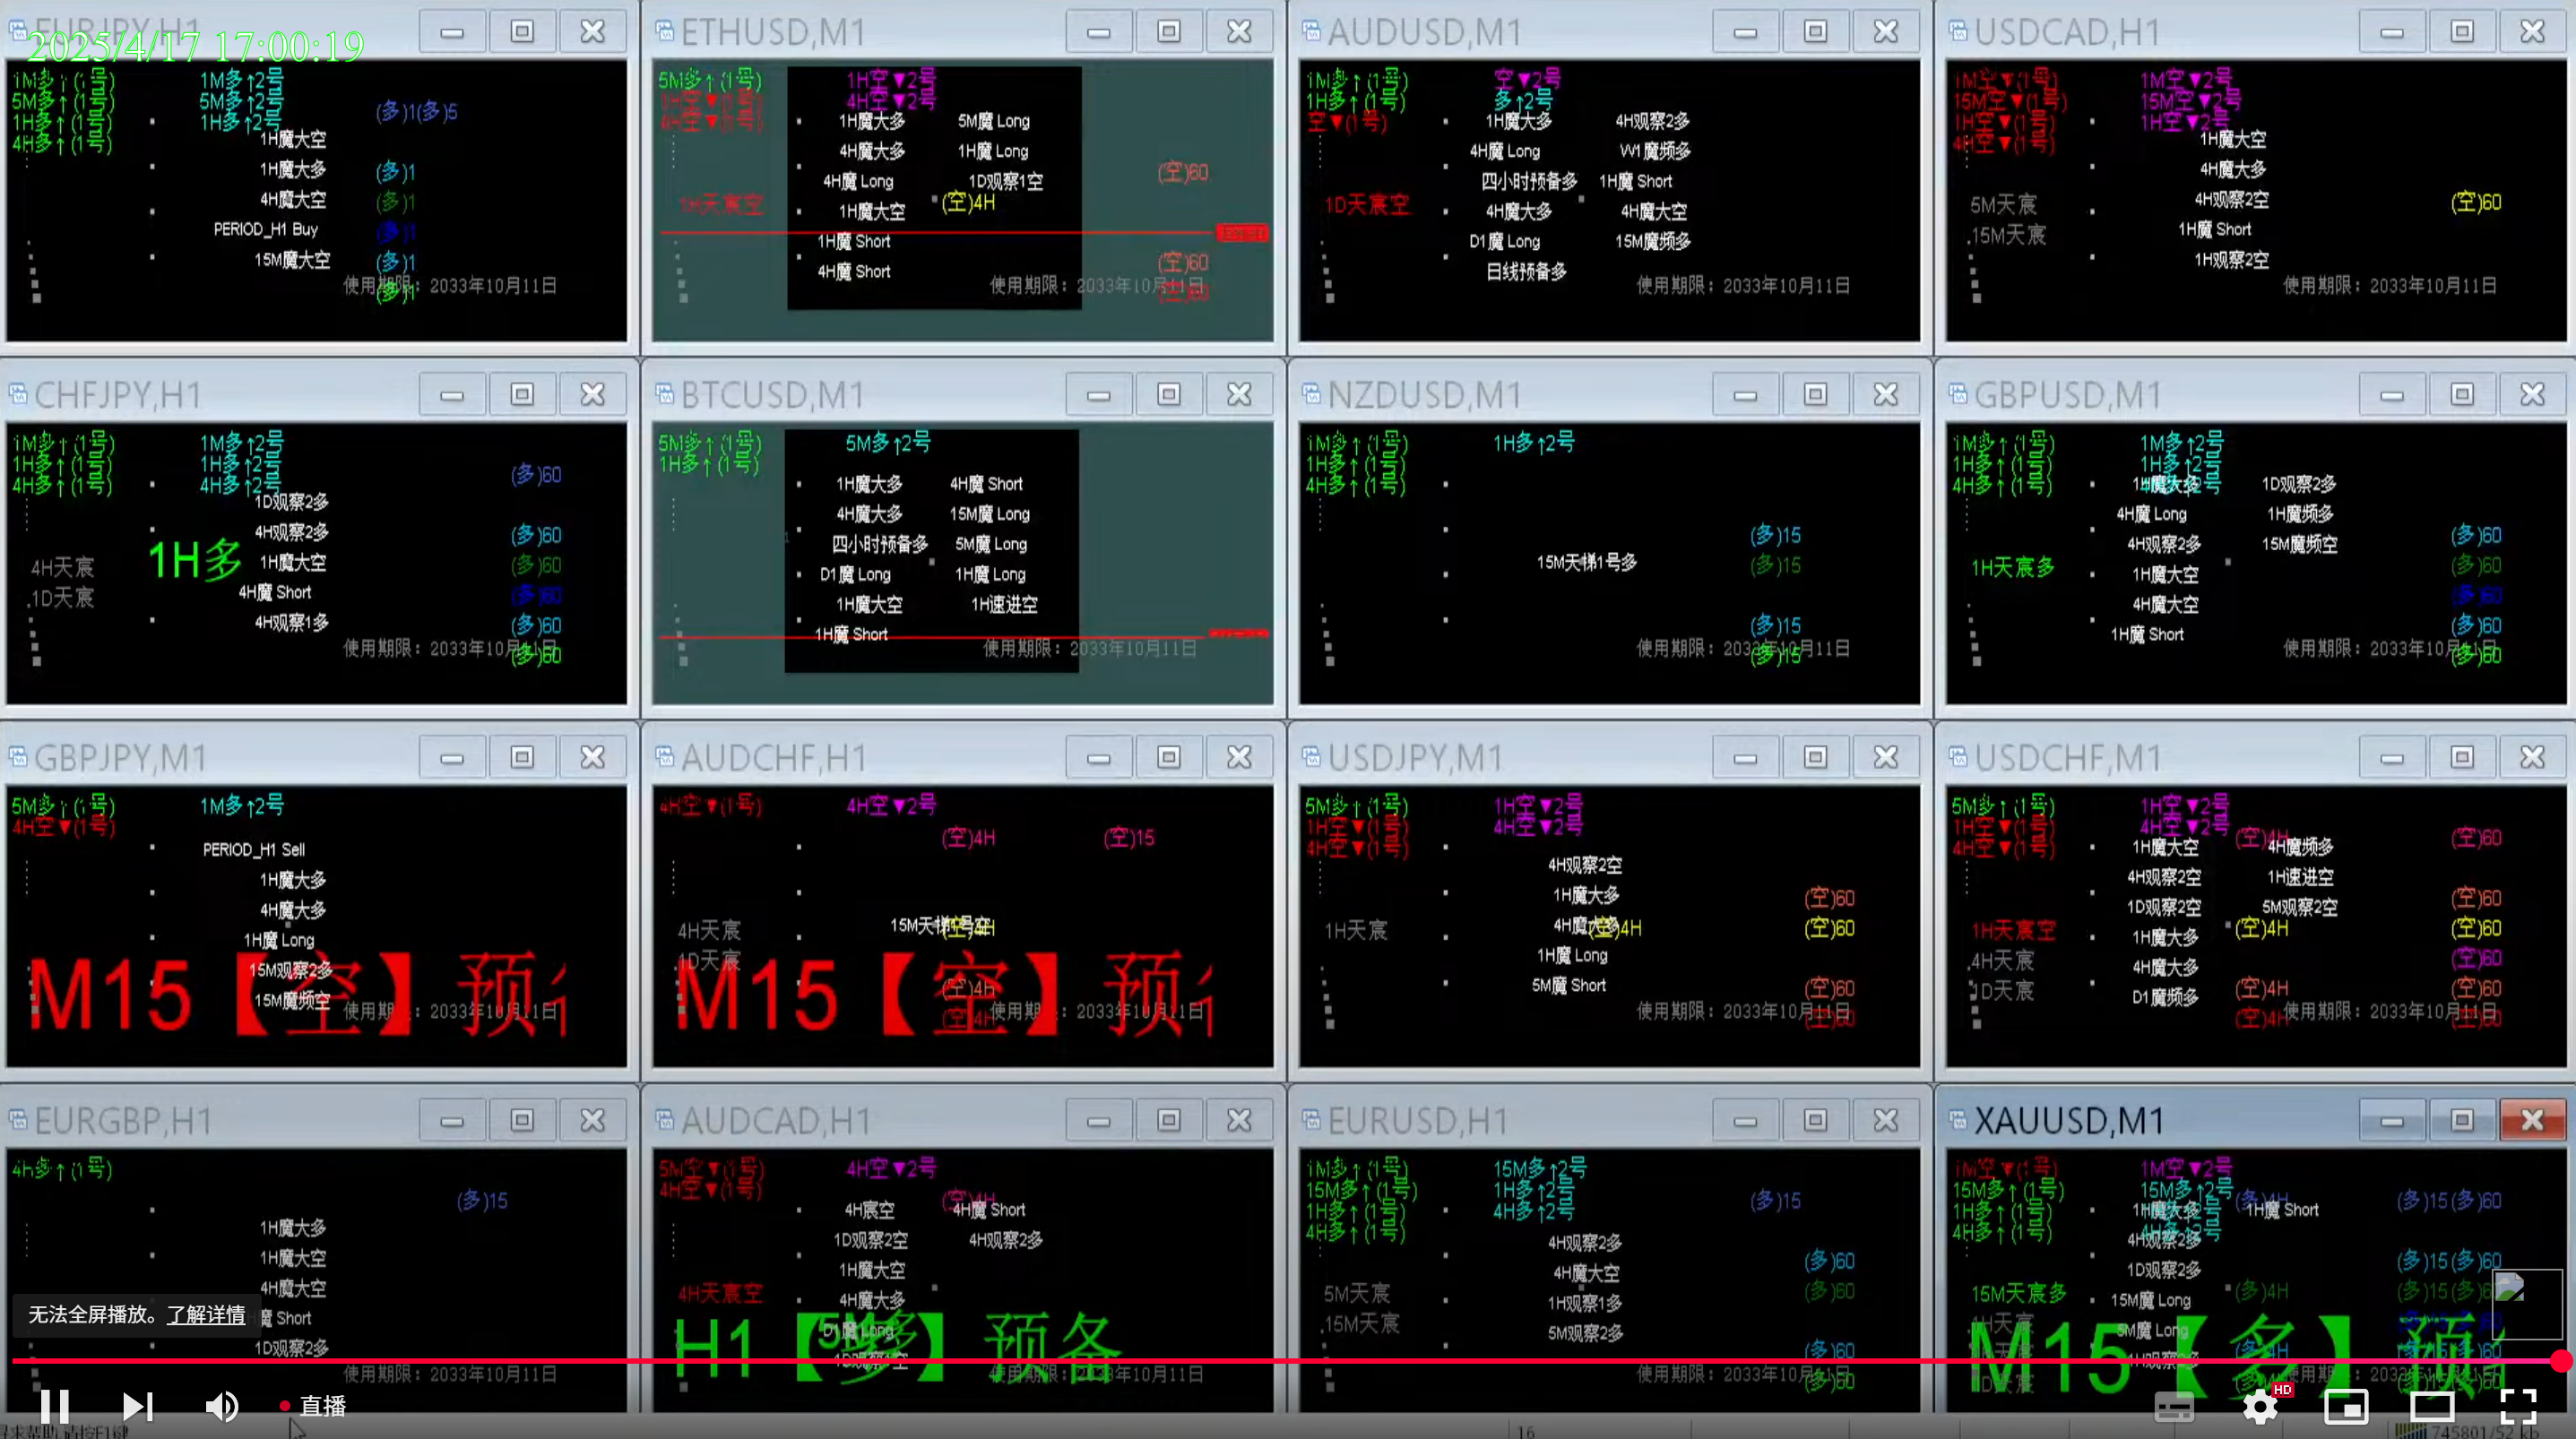 2025/4/17 17:00:19
EURJPY,H1
1M多↑(1号)
5M多↑(1号)
1H多↑(1号)
4H多↑(1号)
1M多↑2号
5M多↑2号
1H多↑2号
(多)1(多)5
1H魔大空
1H魔大多
4H魔大空
PERIOD_H1 Buy
15M魔大空
(多)1
(多)1
(多)1
(多)1
(多)1
使用期限：2033年10月11日
ETHUSD,M1
5M多↑(1号)
1H空▼(1号)
4H空▼(1号)
1H空▼2号
4H空▼2号
1H魔大多
4H魔大多
4H魔 Long
1H魔大空
1H魔 Short
4H魔 Short
5M魔 Long
1H魔 Long
1D观察1空
(空)4H
1H天宸空
(空)60
(空)60
(空)60
使用期限：2033年10月11日
AUDUSD,M1
1M多↑(1号)
1H多↑(1号)
空▼(1号)
空▼2号
多↑2号
1H魔大多
4H魔 Long
四小时预备多
4H魔大多
D1魔 Long
日线预备多
4H观察2多
W1魔频多
1H魔 Short
4H魔大空
15M魔频多
1D天宸空
使用期限：2033年10月11日
USDCAD,H1
1M空▼(1号)
15M空▼(1号)
1H空▼(1号)
4H空▼(1号)
1M空▼2号
15M空▼2号
1H空▼2号
1H魔大空
4H魔大多
4H观察2空
1H魔 Short
1H观察2空
5M天宸
15M天宸
(空)60
使用期限：2033年10月11日
CHFJPY,H1
1M多↑(1号)
1H多↑(1号)
4H多↑(1号)
1M多↑2号
1H多↑2号
4H多↑2号
1D观察2多
4H观察2多
1H魔大空
4H魔 Short
4H观察1多
1H多
4H天宸
1D天宸
(多)60
(多)60
(多)60
(多)60
(多)60
(多)60
使用期限：2033年10月11日
BTCUSD,M1
5M多↑(1号)
1H多↑(1号)
5M多↑2号
1H魔大多
4H魔大多
四小时预备多
D1魔 Long
1H魔大空
1H魔 Short
4H魔 Short
15M魔 Long
5M魔 Long
1H魔 Long
1H速进空
使用期限：2033年10月11日
NZDUSD,M1
1M多↑(1号)
1H多↑(1号)
4H多↑(1号)
1H多↑2号
15M天梯1号多
(多)15
(多)15
(多)15
(多)15
使用期限：2033年10月11日
GBPUSD,M1
1M多↑(1号)
1H多↑(1号)
4H多↑(1号)
1M多↑2号
1H多↑2号
1H魔大多
4H魔 Long
4H观察2多
1H魔大空
4H魔大空
1H魔 Short
1D观察2多
1H魔频多
15M魔频空
1H天宸多
(多)60
(多)60
(多)60
(多)60
(多)60
使用期限：2033年10月11日
GBPJPY,M1
5M多↑(1号)
4H空▼(1号)
1M多↑2号
PERIOD_H1 Sell
1H魔大多
4H魔大多
1H魔 Long
15M观察2多
15M魔频空
M15【空】预
使用期限：2033年10月11日
AUDCHF,H1
4H空▼(1号)
4H空▼2号
(空)4H
(空)15
4H天宸
1D天宸
(空)4H
(空)4H
(空)4H
M15【空】预
使用期限：2033年10月11日
USDJPY,M1
5M多↑(1号)
1H空▼(1号)
4H空▼(1号)
1H空▼2号
4H空▼2号
4H观察2空
1H魔大多
4H魔大多
1H魔 Long
5M魔 Short
(空)4H
1H天宸
(空)60
(空)60
(空)60
(空)60
使用期限：2033年10月11日
USDCHF,M1
5M多↑(1号)
1H空▼(1号)
4H空▼(1号)
1H空▼2号
4H空▼2号
1H魔大空
4H观察2空
1D观察2空
1H魔大多
4H魔大多
D1魔频多
(空)4H
4H魔频多
1H速进空
5M观察2空
(空)4H
(空)4H
(空)4H
1H天宸空
4H天宸
1D天宸
(空)60
(空)60
(空)60
(空)60
(空)60
(空)60
使用期限：2033年10月11日
EURGBP,H1
4h多↑(1号)
(多)15
1H魔大多
1H魔大空
4H魔大空
魔 Short
1D观察2多
使用期限：2033年10月11日
AUDCAD,H1
5M空▼(1号)
4H空▼(1号)
4H空▼2号
(空)4H
4H宸空
1D观察2空
1H魔大空
4H魔大多
D1魔 Long
4H魔 Short
4H观察2多
4H天宸空
H1【多】预备
使用期限：2033年10月11日
EURUSD,H1
1M多↑(1号)
15M多↑(1号)
1H多↑(1号)
4H多↑(1号)
15M多↑2号
1H多↑2号
4H多↑2号
(多)15
4H观察2多
4H魔大空
1H观察1多
5M观察2多
5M天宸
15M天宸
(多)60
(多)60
(多)60
(多)60
使用期限：2033年10月11日
XAUUSD,M1
1M空▼(1号)
15M多↑(1号)
1H多↑(1号)
4H多↑(1号)
1M空▼2号
15M多↑2号
(多)4H
(多)15(多)60
1H魔大多
1H魔 Short
4H观察2多
1D观察2多
15M魔 Long
5M魔 Long
15M天宸多
(多)4H
(多)15(多)60
M15【多】预
使用期限：2033年10月11日
无法全屏播放。了解详情
直播
HD
16
745801/52 kb